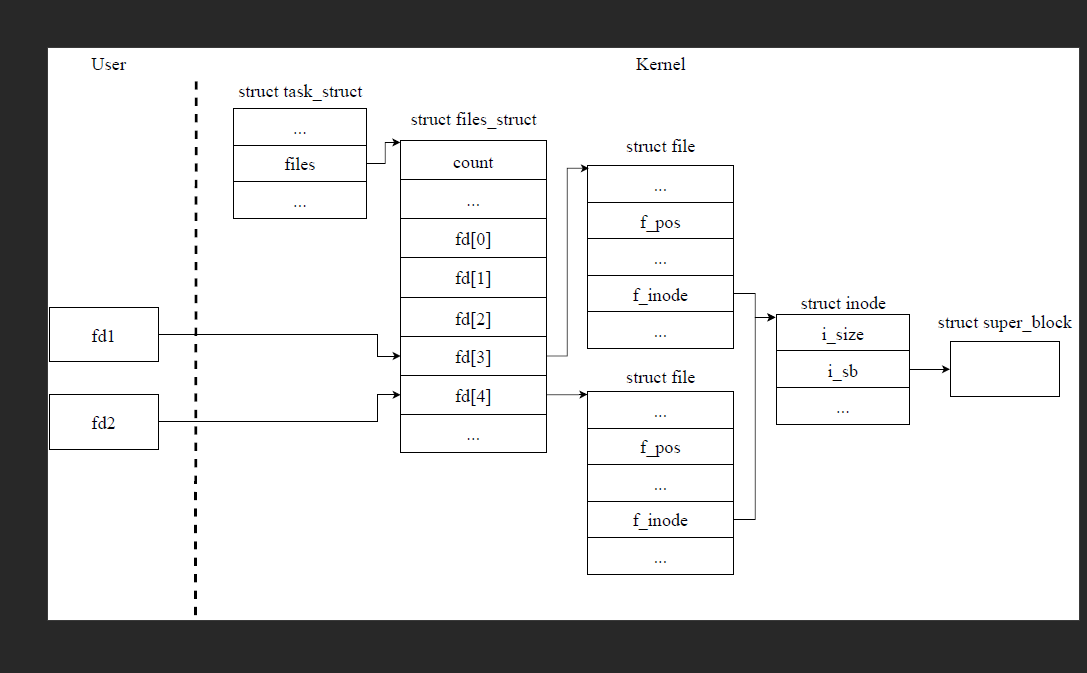 User
Kernel
struct task_struct
...
files
...
struct files_struct
count
...
fd[0]
fd[1]
fd[2]
fd[3]
fd[4]
...
fd1
fd2
struct file
...
f_pos
...
f_inode
...
struct file
...
f_pos
...
f_inode
...
struct inode
i_size
i_sb
...
struct super_block